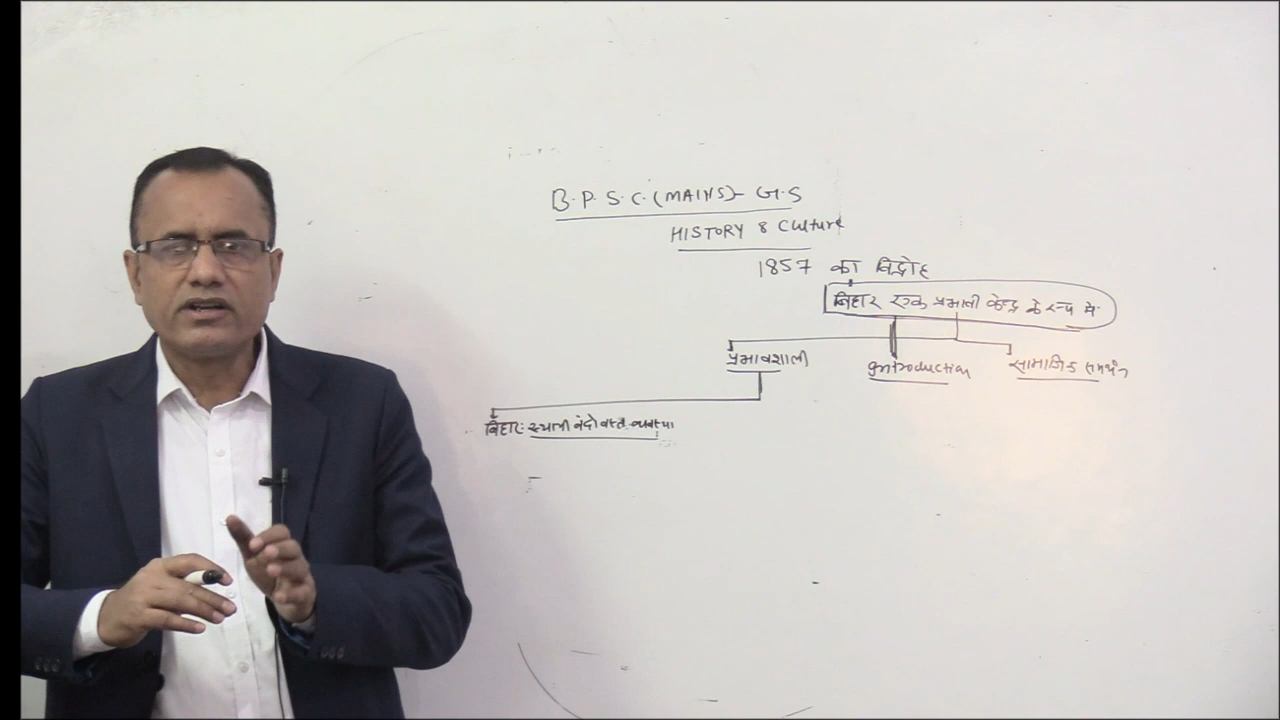 B.P.S.C. (MAINS)- G.S
HISTORY & Culture
1857 का विद्रोह
बिहार एक प्रभावी केन्द्र के रूप में
प्रभावशाली Introduction सामाजिक समर्थन
बिहार: स्थायी बंदोबस्त व्यवस्था